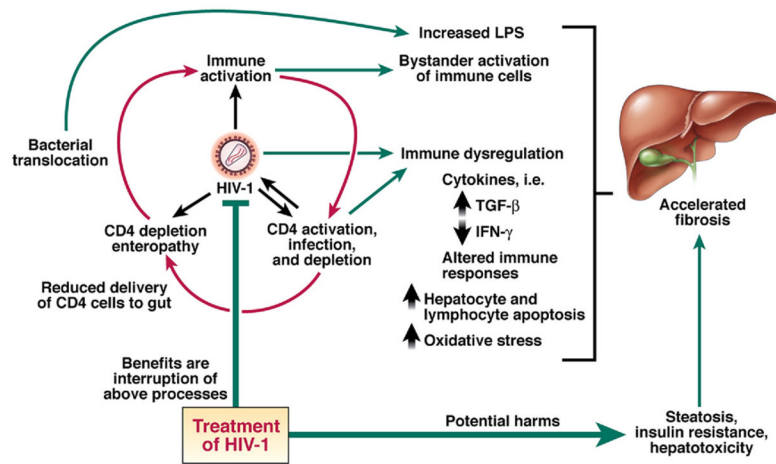 Increased LPS
Immune
activation
Bystander activation
of immune cells
Bacterial
translocation
Immune dysregulation
HIV-1
Cytokines, i.e.
TGF-β
IFN-γ
Altered immune
responses
CD4 depletion
enteropathy
CD4 activation,
infection,
and depletion
Accelerated
fibrosis
Reduced delivery
of CD4 cells to gut
Hepatocyte and
lymphocyte apoptosis
Oxidative stress
Benefits are
interruption of
above processes
Treatment
of HIV-1
Potential harms
Steatosis,
insulin resistance,
hepatotoxicity